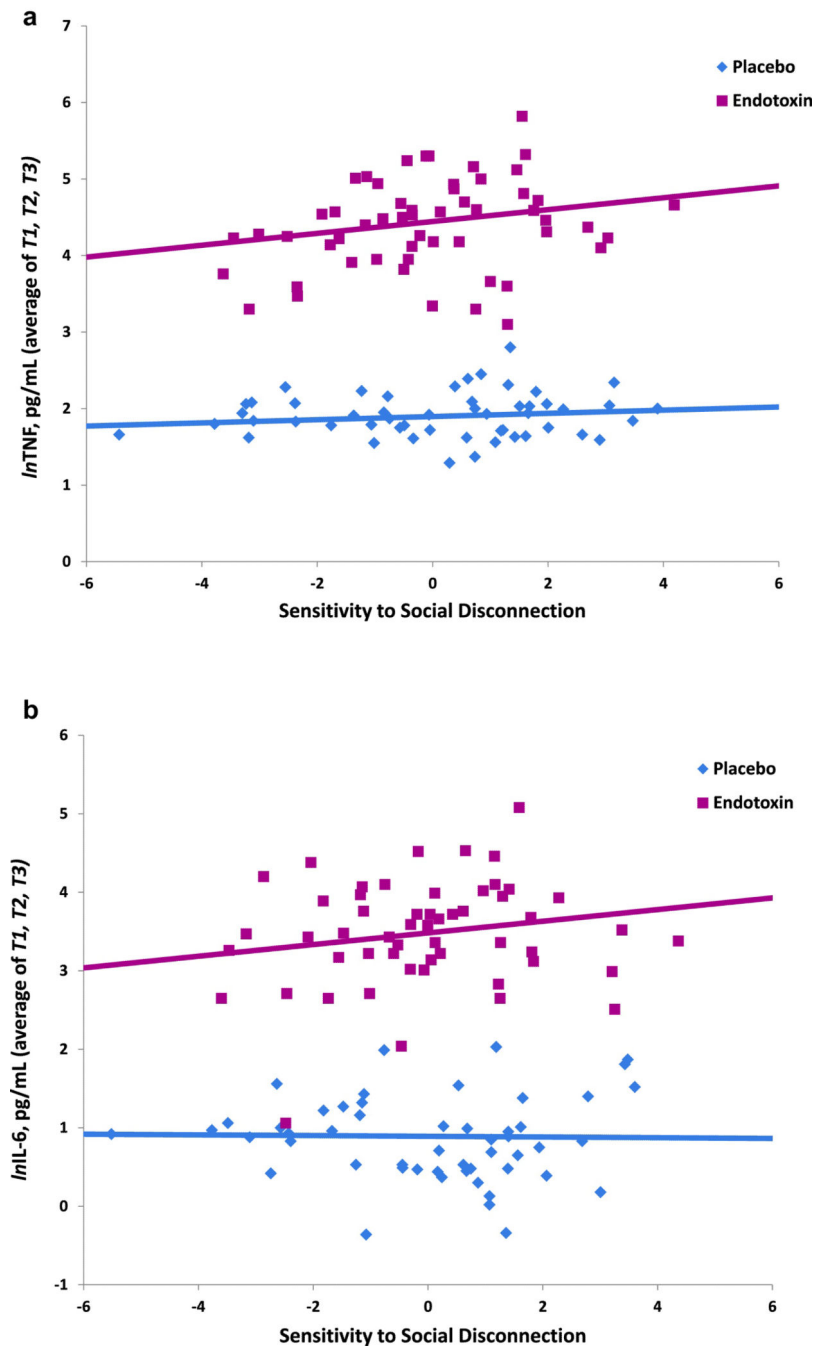 a
7
6
5
4
3
2
1
0
lnTNF, pg/mL (average of T1, T2, T3)
Placebo
Endotoxin
-6 -4 -2 0 2 4 6
Sensitivity to Social Disconnection
b
6
5
4
3
2
1
0
-1
lnIL-6, pg/mL (average of T1, T2, T3)
Placebo
Endotoxin
-6 -4 -2 0 2 4 6
Sensitivity to Social Disconnection